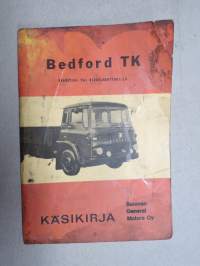 Bedford TK
KÄSIKIRJA
Suomen
General
Motors Oy